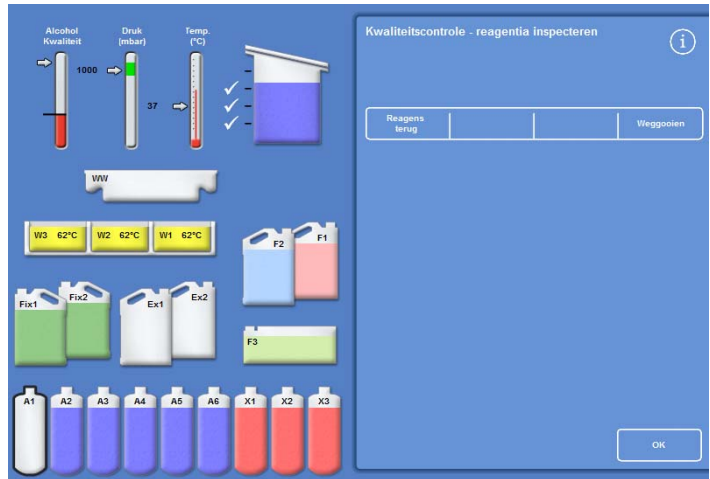 Alcohol
Kwaliteit
Druk
(mbar)
Temp.
(°C)
1000
37
WW
W3 62°C
W2 62°C
W1 62°C
F2
F1
Fix1
Fix2
Ex1
Ex2
F3
A1
A2
A3
A4
A5
A6
X1
X2
X3
Kwaliteitscontrole - reagentia inspecteren
i
Reagens
terug
Weggooien
OK